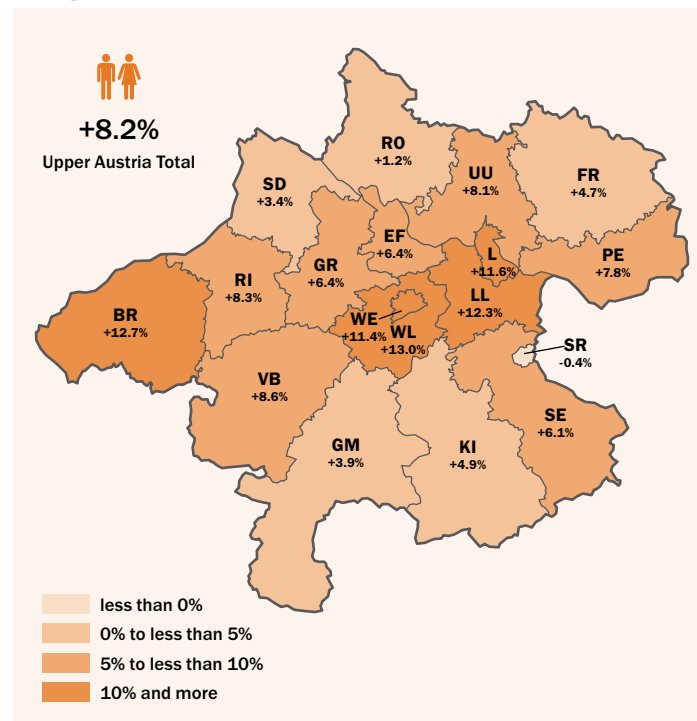 +8.2%
Upper Austria Total
RO
+1.2%
SD
+3.4%
UU
+8.1%
FR
+4.7%
EF
+6.4%
GR
+6.4%
RI
+8.3%
L
+11.6%
PE
+7.8%
BR
+12.7%
LL
+12.3%
WE
+11.4%
WL
+13.0%
SR
-0.4%
VB
+8.6%
SE
+6.1%
GM
+3.9%
KI
+4.9%
less than 0%
0% to less than 5%
5% to less than 10%
10% and more